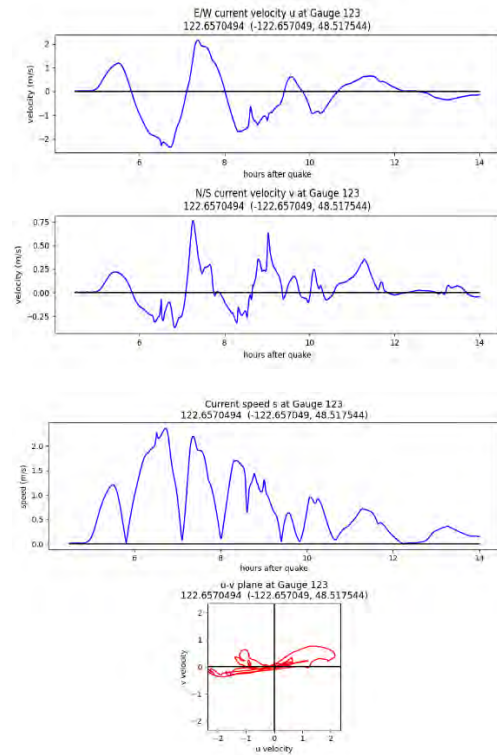 E/W current velocity u at Gauge 123
122.6570494 (-122.657049, 48.517544)
velocity (m/s)
2
1
0
−1
−2
6
8
10
12
14
hours after quake
N/S current velocity v at Gauge 123
122.6570494 (-122.657049, 48.517544)
velocity (m/s)
0.75
0.50
0.25
0.00
−0.25
6
8
10
12
14
hours after quake
Current speed s at Gauge 123
122.6570494 (-122.657049, 48.517544)
speed (m/s)
2.0
1.5
1.0
0.5
0.0
6
8
10
12
14
hours after quake
u-v plane at Gauge 123
122.6570494 (-122.657049, 48.517544)
v velocity
2
1
0
−1
−2
−2
−1
0
1
2
u velocity